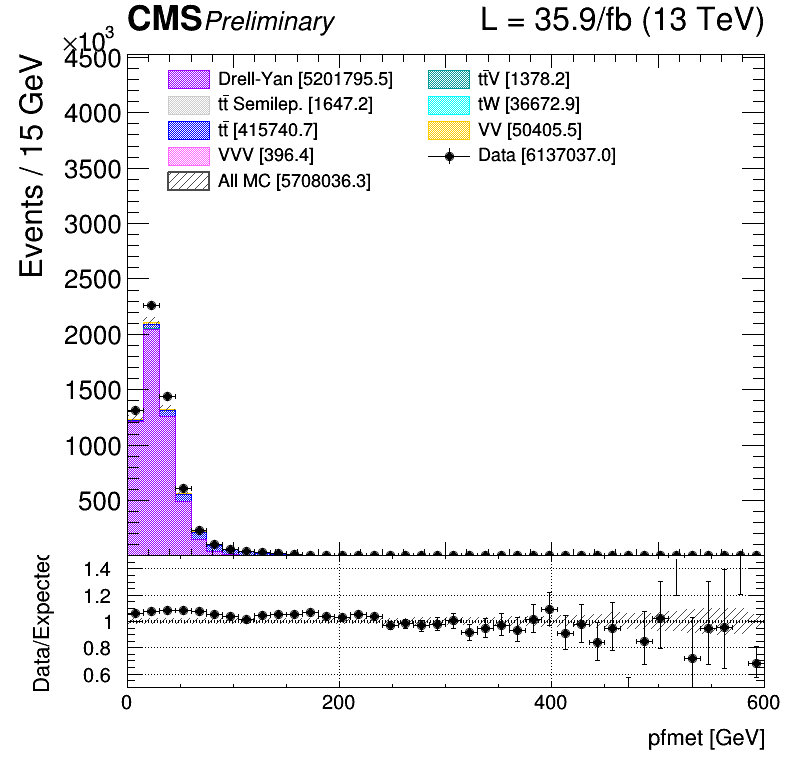 CMS Preliminary L = 35.9/fb (13 TeV)
×10³
Events / 15 GeV
4500
4000
3500
3000
2500
2000
1500
1000
500
Drell-Yan [5201795.5]
tt̄ Semilep. [1647.2]
tt̄ [415740.7]
VVV [396.4]
All MC [5708036.3]
tt̄V [1378.2]
tW [36672.9]
VV [50405.5]
Data [6137037.0]
Data/Expected
1.4
1.2
1
0.8
0.6
0 200 400 600
pfmet [GeV]